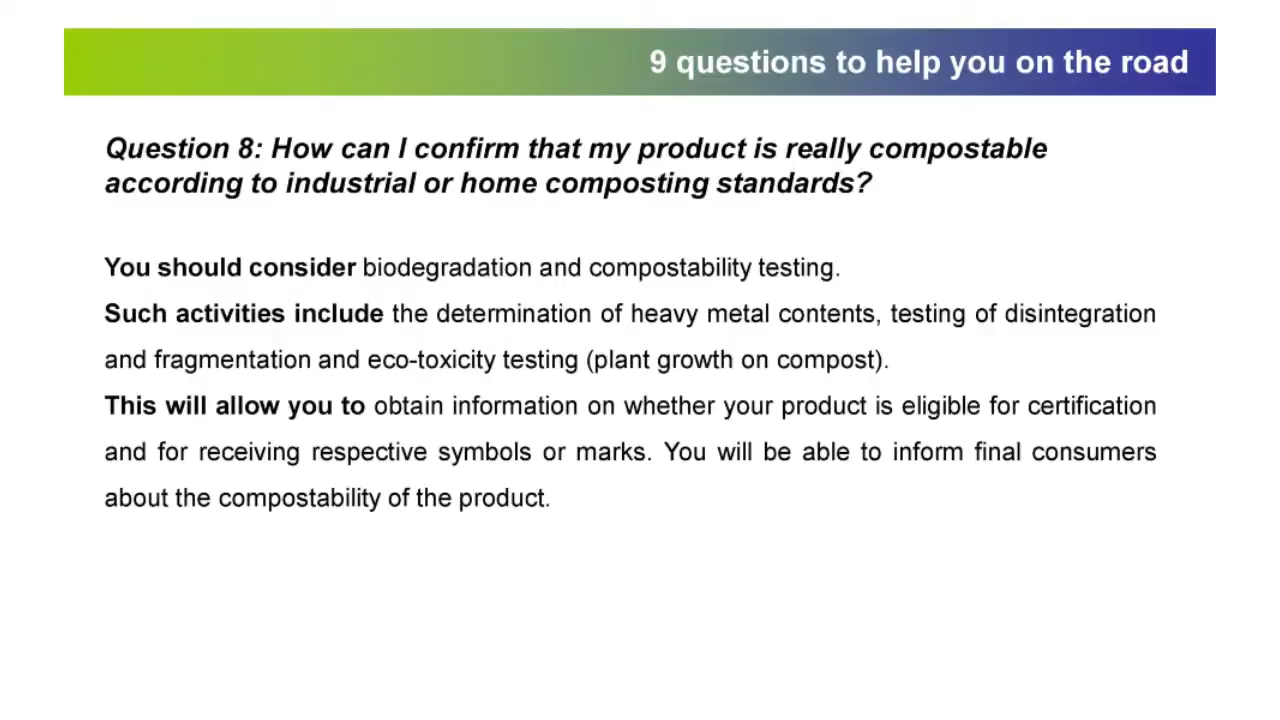 9 questions to help you on the road
Question 8: How can I confirm that my product is really compostable
according to industrial or home composting standards?
You should consider biodegradation and compostability testing.
Such activities include the determination of heavy metal contents, testing of disintegration
and fragmentation and eco-toxicity testing (plant growth on compost).
This will allow you to obtain information on whether your product is eligible for certification
and for receiving respective symbols or marks. You will be able to inform final consumers
about the compostability of the product.